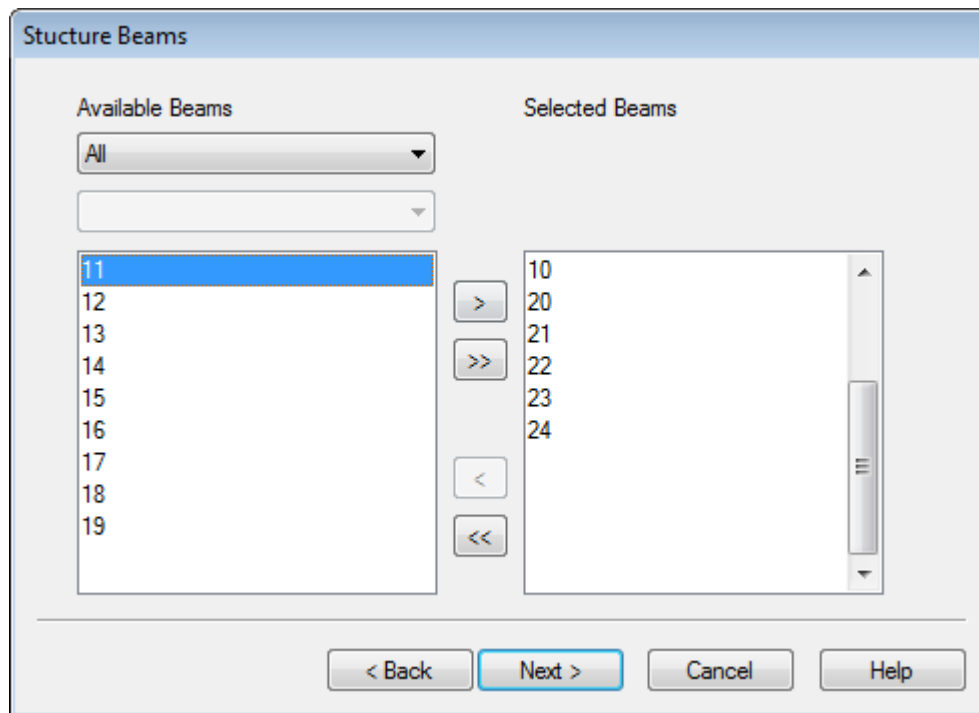 Stucture Beams
Available Beams
Selected Beams
All
11
12
13
14
15
16
17
18
19
>
>>
<
<<
10
20
21
22
23
24
< Back
Next >
Cancel
Help